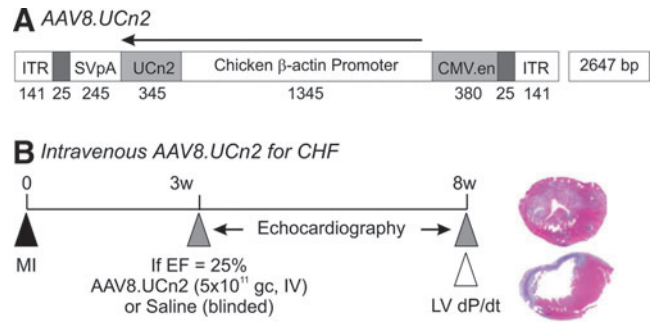 A AAV8.UCn2
ITR SVpA UCn2 Chicken β-actin Promoter CMV.en ITR 2647 bp
141 25 245 345 1345 380 25 141
B Intravenous AAV8.UCn2 for CHF
0 3w 8w
Echocardiography
MI If EF = 25% LV dP/dt
AAV8.UCn2 (5x10¹¹ gc, IV)
or Saline (blinded)